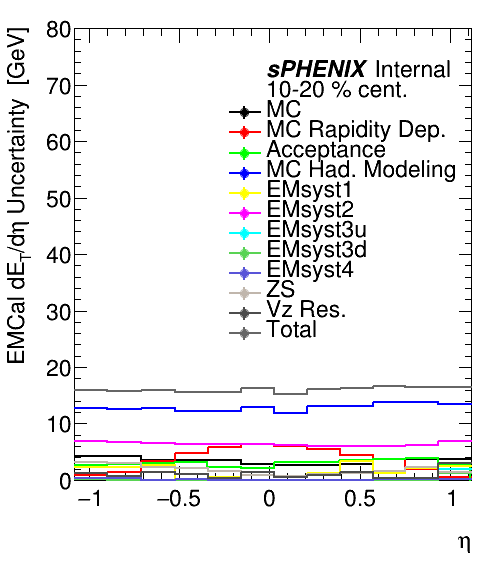 EMCal dE_T/dη Uncertainty [GeV]
80
70
60
50
40
30
20
10
0
sPHENIX Internal
10-20 % cent.
MC
MC Rapidity Dep.
Acceptance
MC Had. Modeling
EMsyst1
EMsyst2
EMsyst3u
EMsyst3d
EMsyst4
ZS
Vz Res.
Total
−1 −0.5 0 0.5 1
η